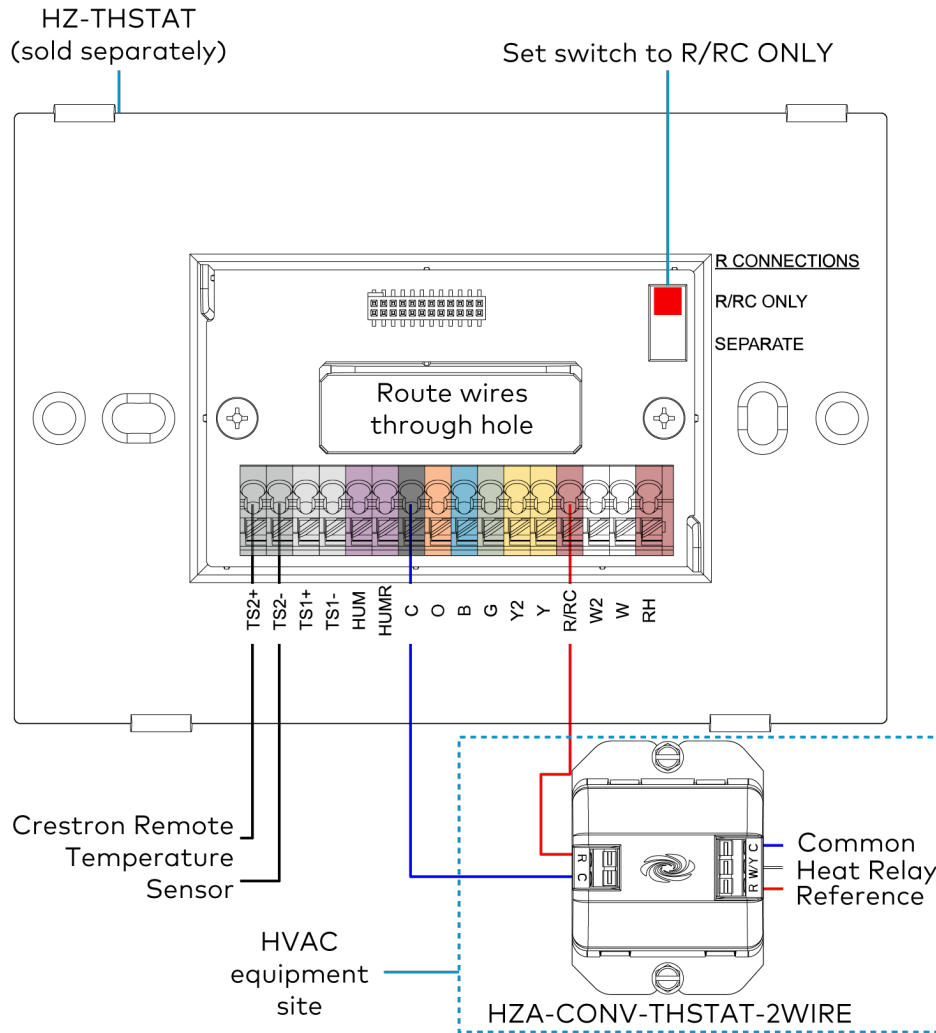 HZ-THSTAT
(sold separately)
Set switch to R/RC ONLY
R CONNECTIONS
R/RC ONLY
SEPARATE
Route wires
through hole
TS2+
TS2-
TS1+
TS1-
HUM
HUMR
C
O
B
G
Y2
Y
R/RC
W2
W
RH
Crestron Remote
Temperature
Sensor
R
C
R W/Y C
Common
Heat Relay
Reference
HVAC
equipment
site
HZA-CONV-THSTAT-2WIRE